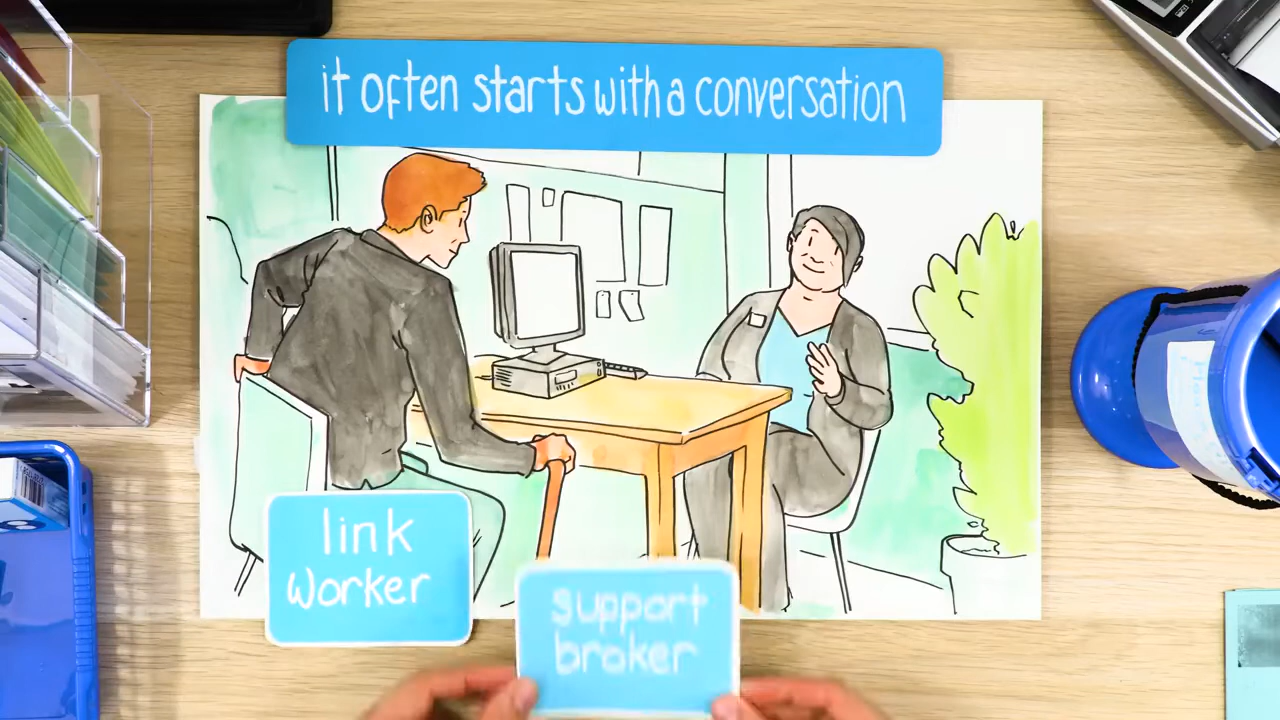 it often starts with a conversation
link
worker
support
broker